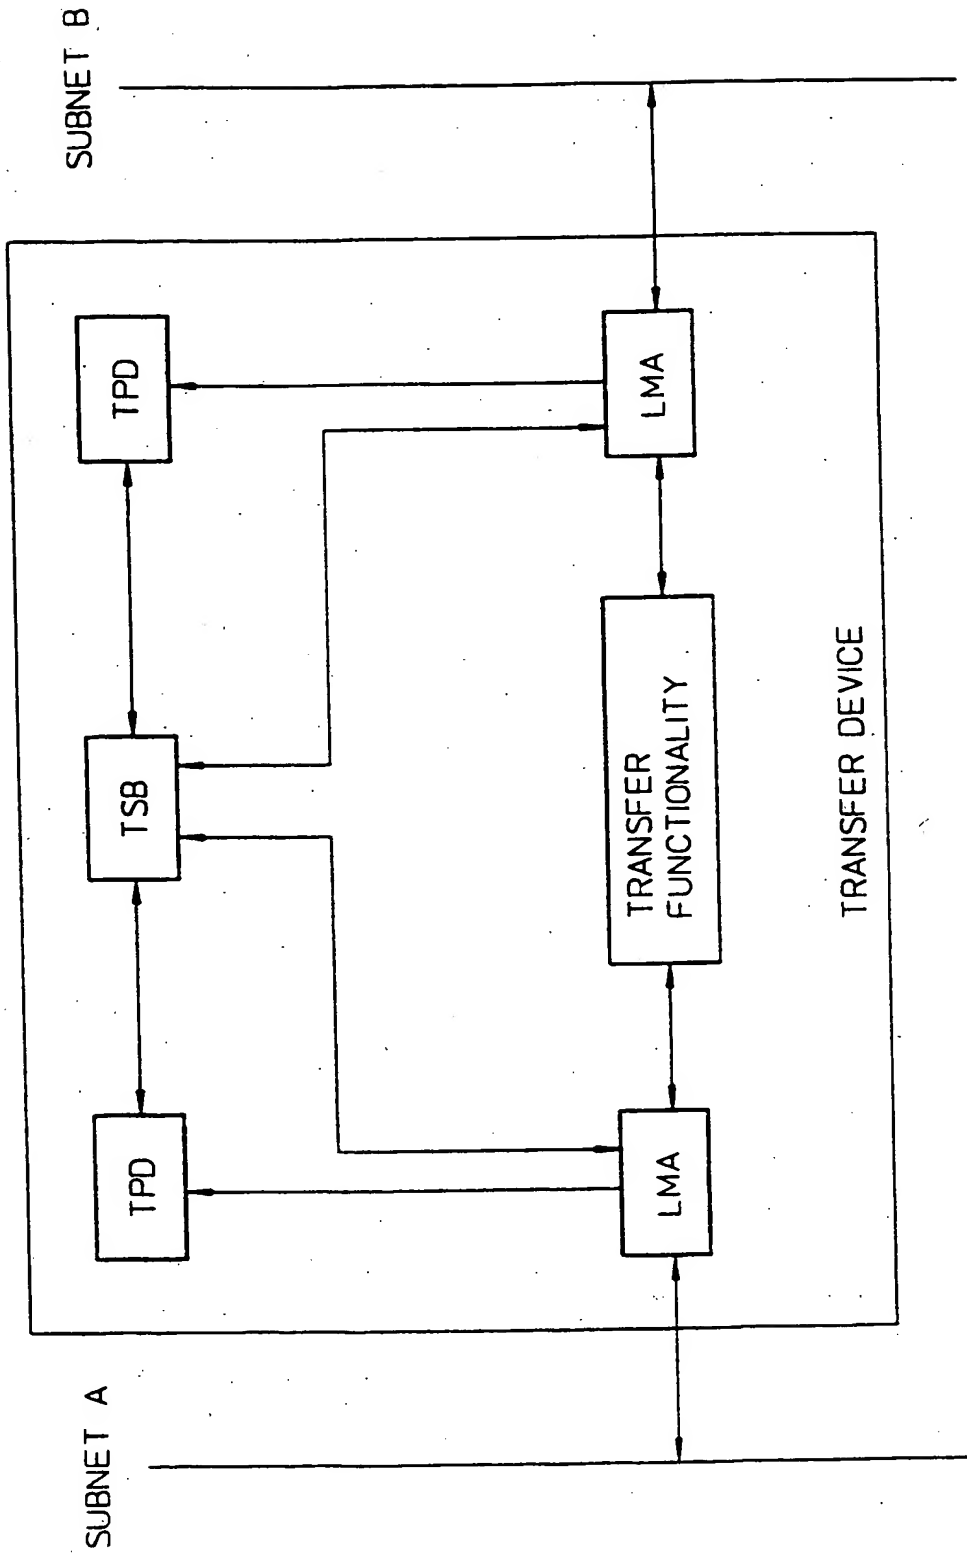 SUBNET A
SUBNET B
TPD
TSB
TPD
LMA
TRANSFER
FUNCTIONALITY
LMA
TRANSFER DEVICE